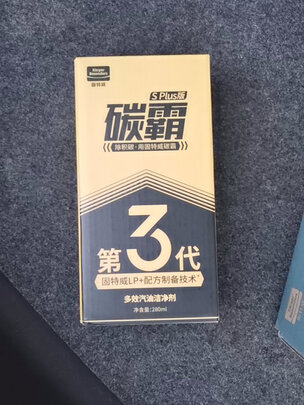 固特威
S Plus版
碳霸
除积碳·用固特威碳霸
第3代
固特威LP+配方制备技术
多效汽油洁净剂
净含量:280ml